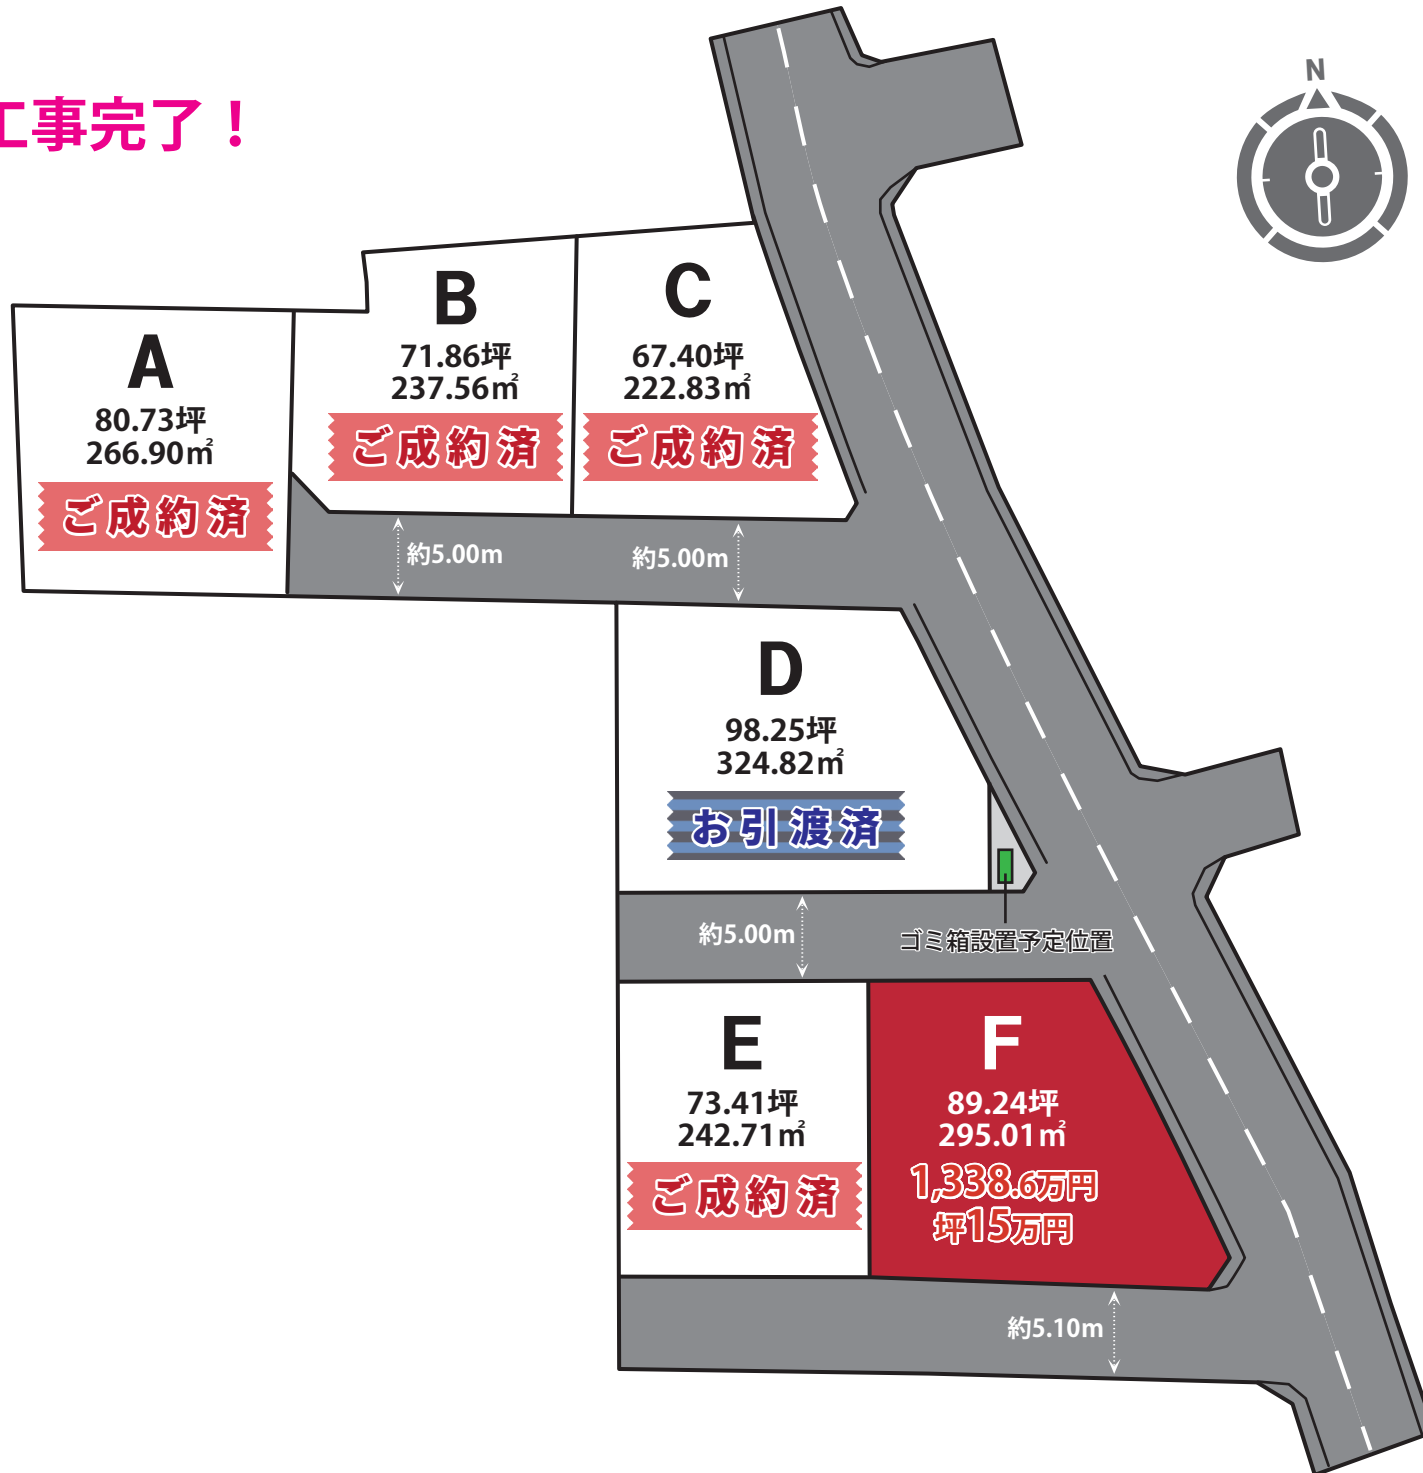 工事完了！
N
A
80.73坪
266.90㎡
ご成約済
B
71.86坪
237.56㎡
ご成約済
C
67.40坪
222.83㎡
ご成約済
約5.00m
約5.00m
D
98.25坪
324.82㎡
お引渡済
約5.00m
ゴミ箱設置予定位置
E
73.41坪
242.71㎡
ご成約済
F
89.24坪
295.01㎡
1,338.6万円
坪15万円
約5.10m